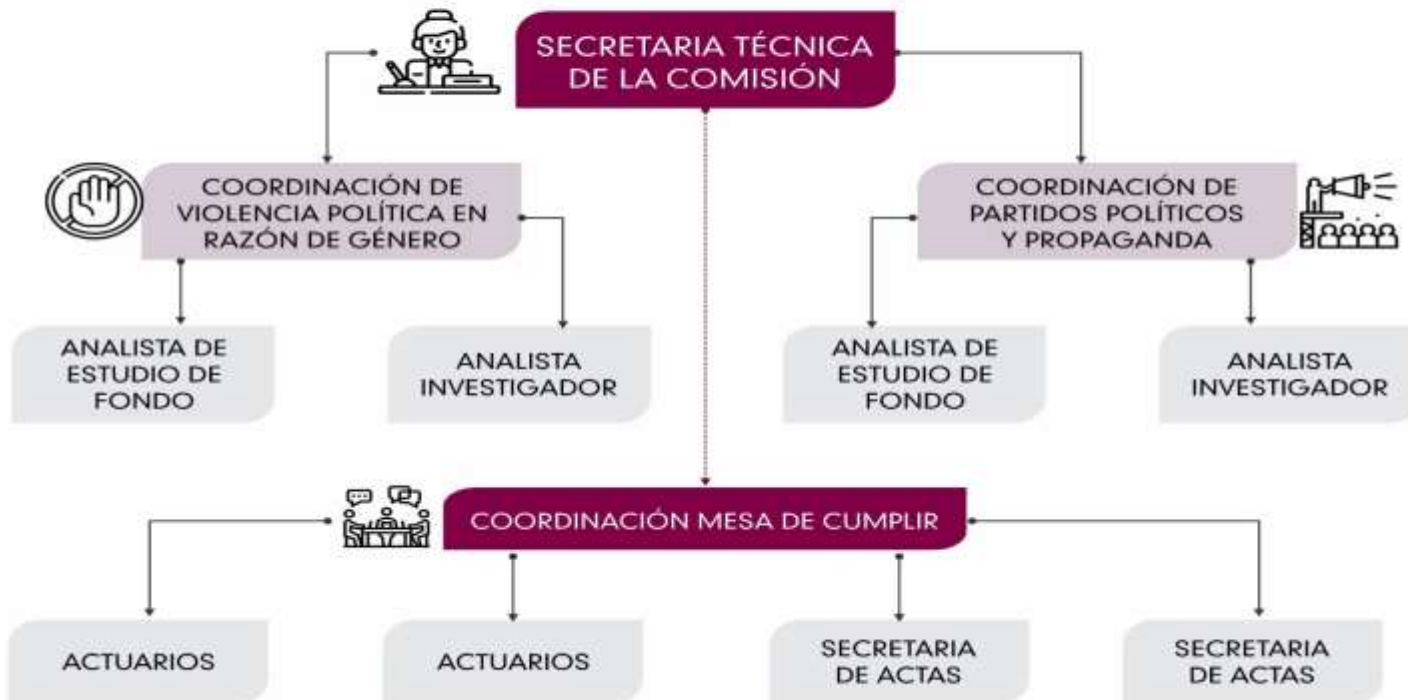 SECRETARIA TÉCNICA
DE LA COMISIÓN
COORDINACIÓN DE
VIOLENCIA POLÍTICA EN
RAZÓN DE GÉNERO
COORDINACIÓN DE
PARTIDOS POLÍTICOS
Y PROPAGANDA
ANALISTA DE
ESTUDIO DE
FONDO
ANALISTA
INVESTIGADOR
ANALISTA DE
ESTUDIO DE
FONDO
ANALISTA
INVESTIGADOR
COORDINACIÓN MESA DE CUMPLIR
ACTUARIOS
ACTUARIOS
SECRETARIA
DE ACTAS
SECRETARIA
DE ACTAS